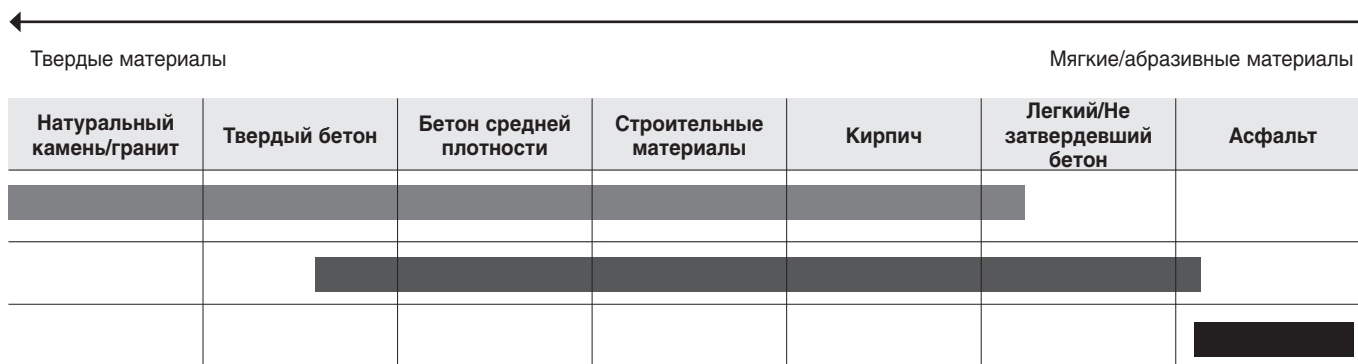 Твердые материалы
Мягкие/абразивные материалы
Натуральный
камень/гранит
Твердый бетон
Бетон средней
плотности
Строительные
материалы
Кирпич
Легкий/Не
затвердевший
бетон
Асфальт